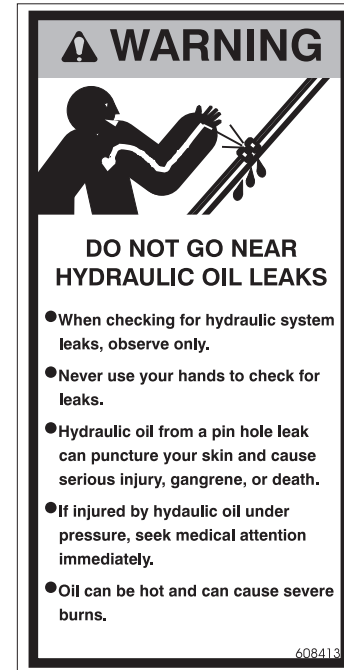 WARNING
DO NOT GO NEAR
HYDRAULIC OIL LEAKS
●When checking for hydraulic system
leaks, observe only.
●Never use your hands to check for
leaks.
●Hydraulic oil from a pin hole leak
can puncture your skin and cause
serious injury, gangrene, or death.
●If injured by hydaulic oil under
pressure, seek medical attention
immediately.
●Oil can be hot and can cause severe
burns.
608413